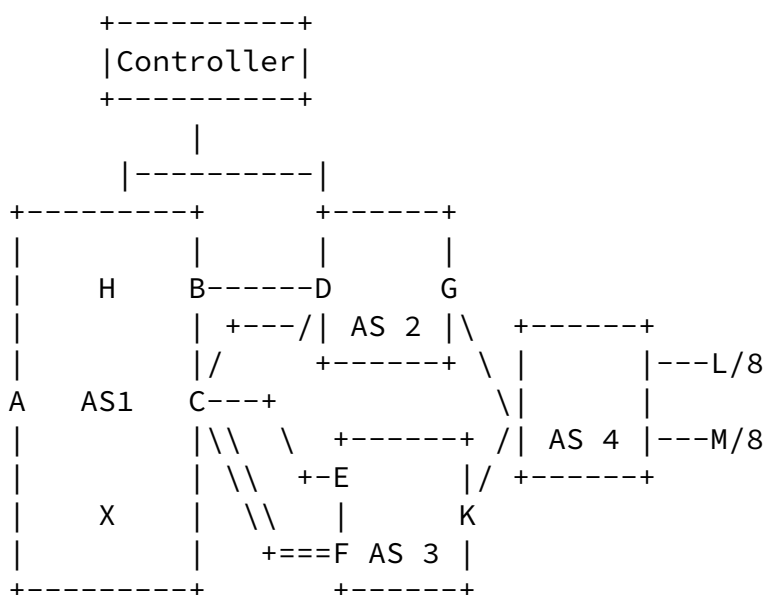 +----------+
|Controller|
+----------+
|
|----------|
+---------+ +------+
| | | |
| H B------D G
| | +---/| AS 2 |\ +------+
| |/ +------+ \ | |---L/8
A AS1 C---+ \| |
| |\\ \ +------+ /| AS 4 |---M/8
| | \\ +-E |/ +------+
| X | \\ | K
| | +===F AS 3 |
+---------+ +------+